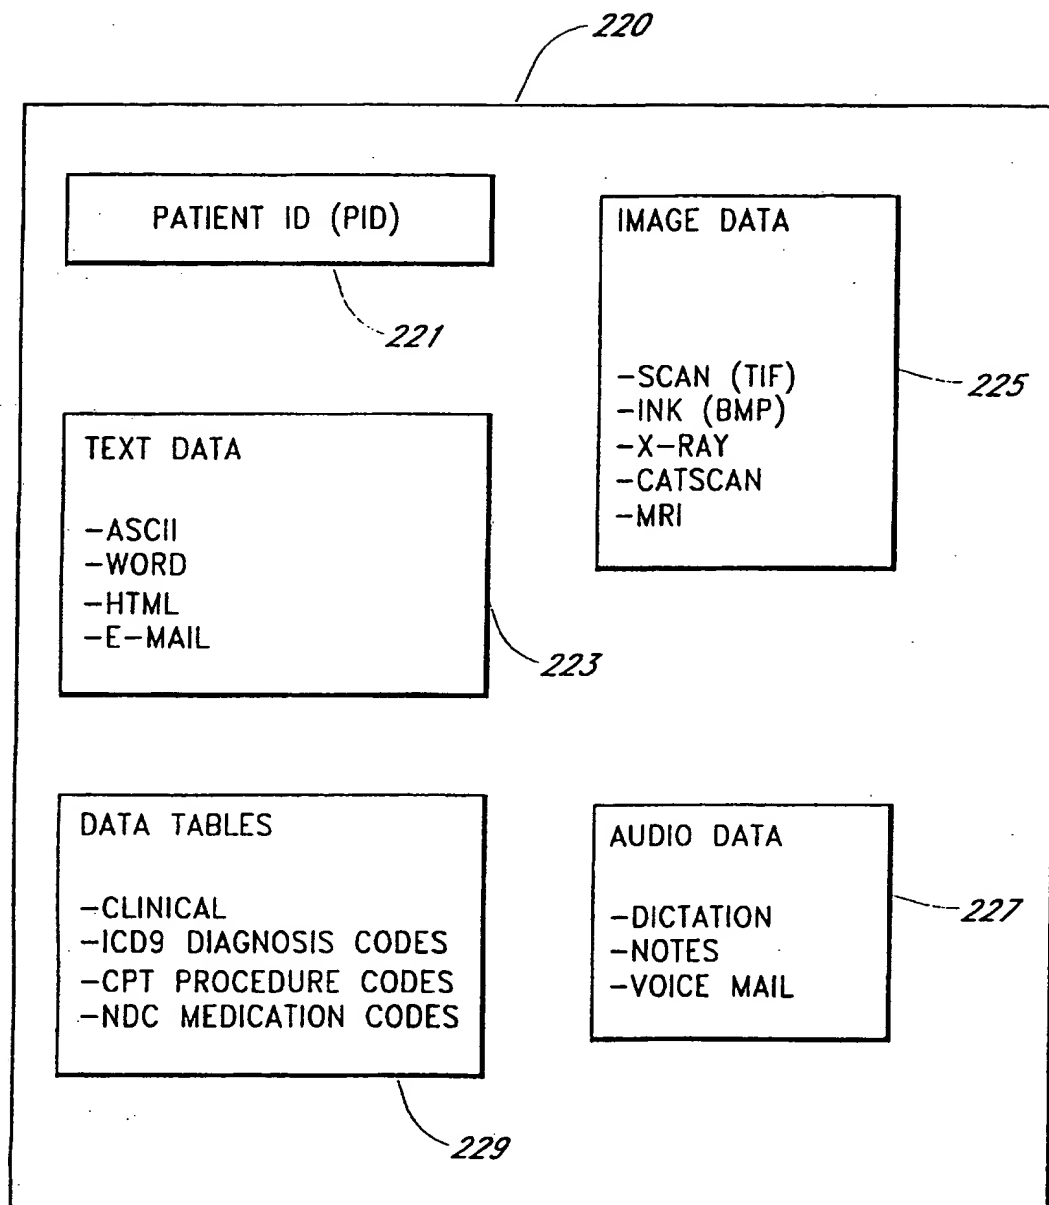 220
PATIENT ID (PID)
221
IMAGE DATA
-SCAN (TIF)
-INK (BMP)
-X-RAY
-CATSCAN
-MRI
225
TEXT DATA
-ASCII
-WORD
-HTML
-E-MAIL
223
DATA TABLES
-CLINICAL
-ICD9 DIAGNOSIS CODES
-CPT PROCEDURE CODES
-NDC MEDICATION CODES
229
AUDIO DATA
-DICTATION
-NOTES
-VOICE MAIL
227